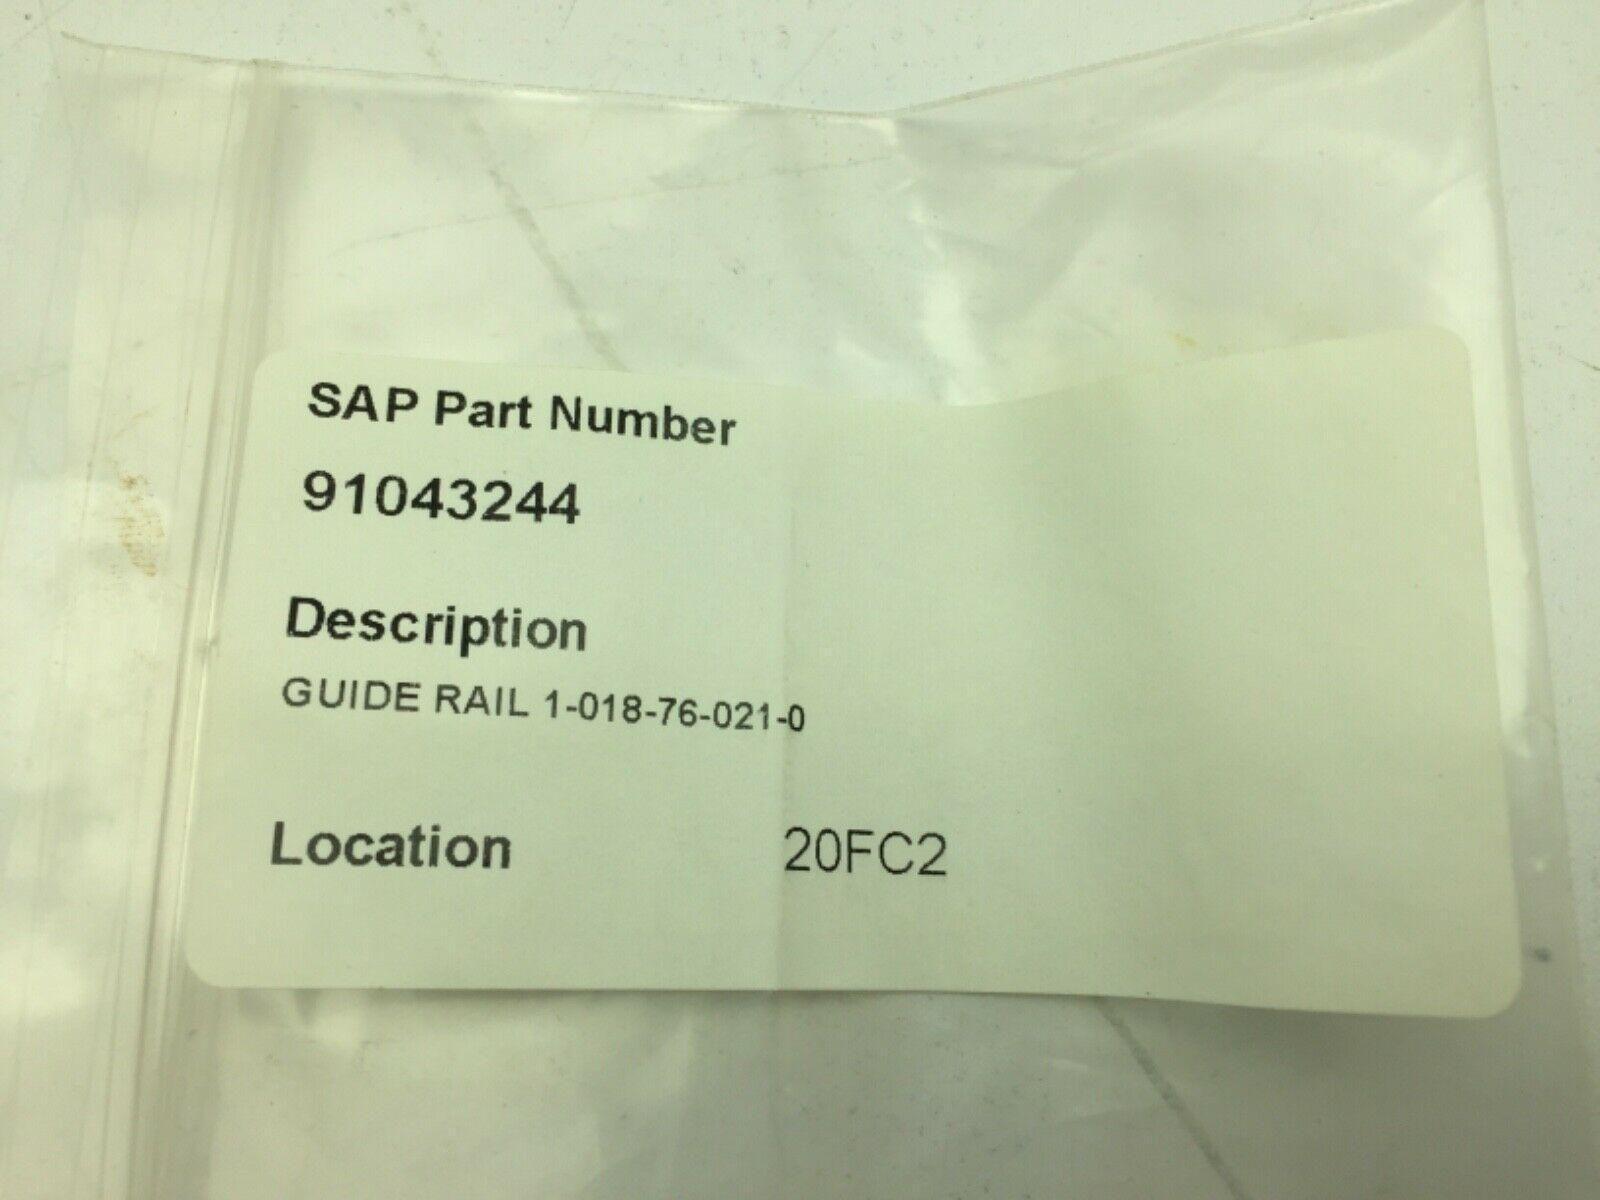 SAP Part Number
91043244
Description
GUIDE RAIL 1-018-76-021-0
Location 20FC2